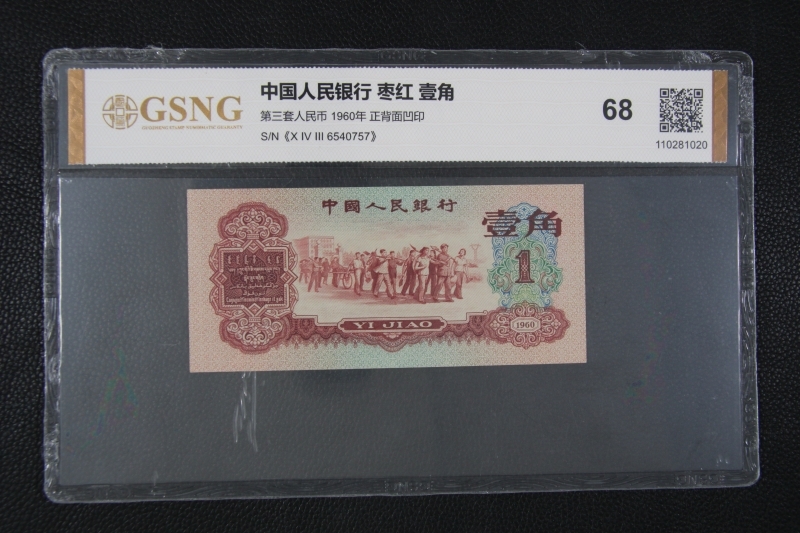 GSNG
中国人民银行 枣红 壹角
第三套人民币 1960年 正背面凹印
S/N《X IV III 6540757》
68
110281020
中國人民銀行
壹角
1
YI JIAO
1960